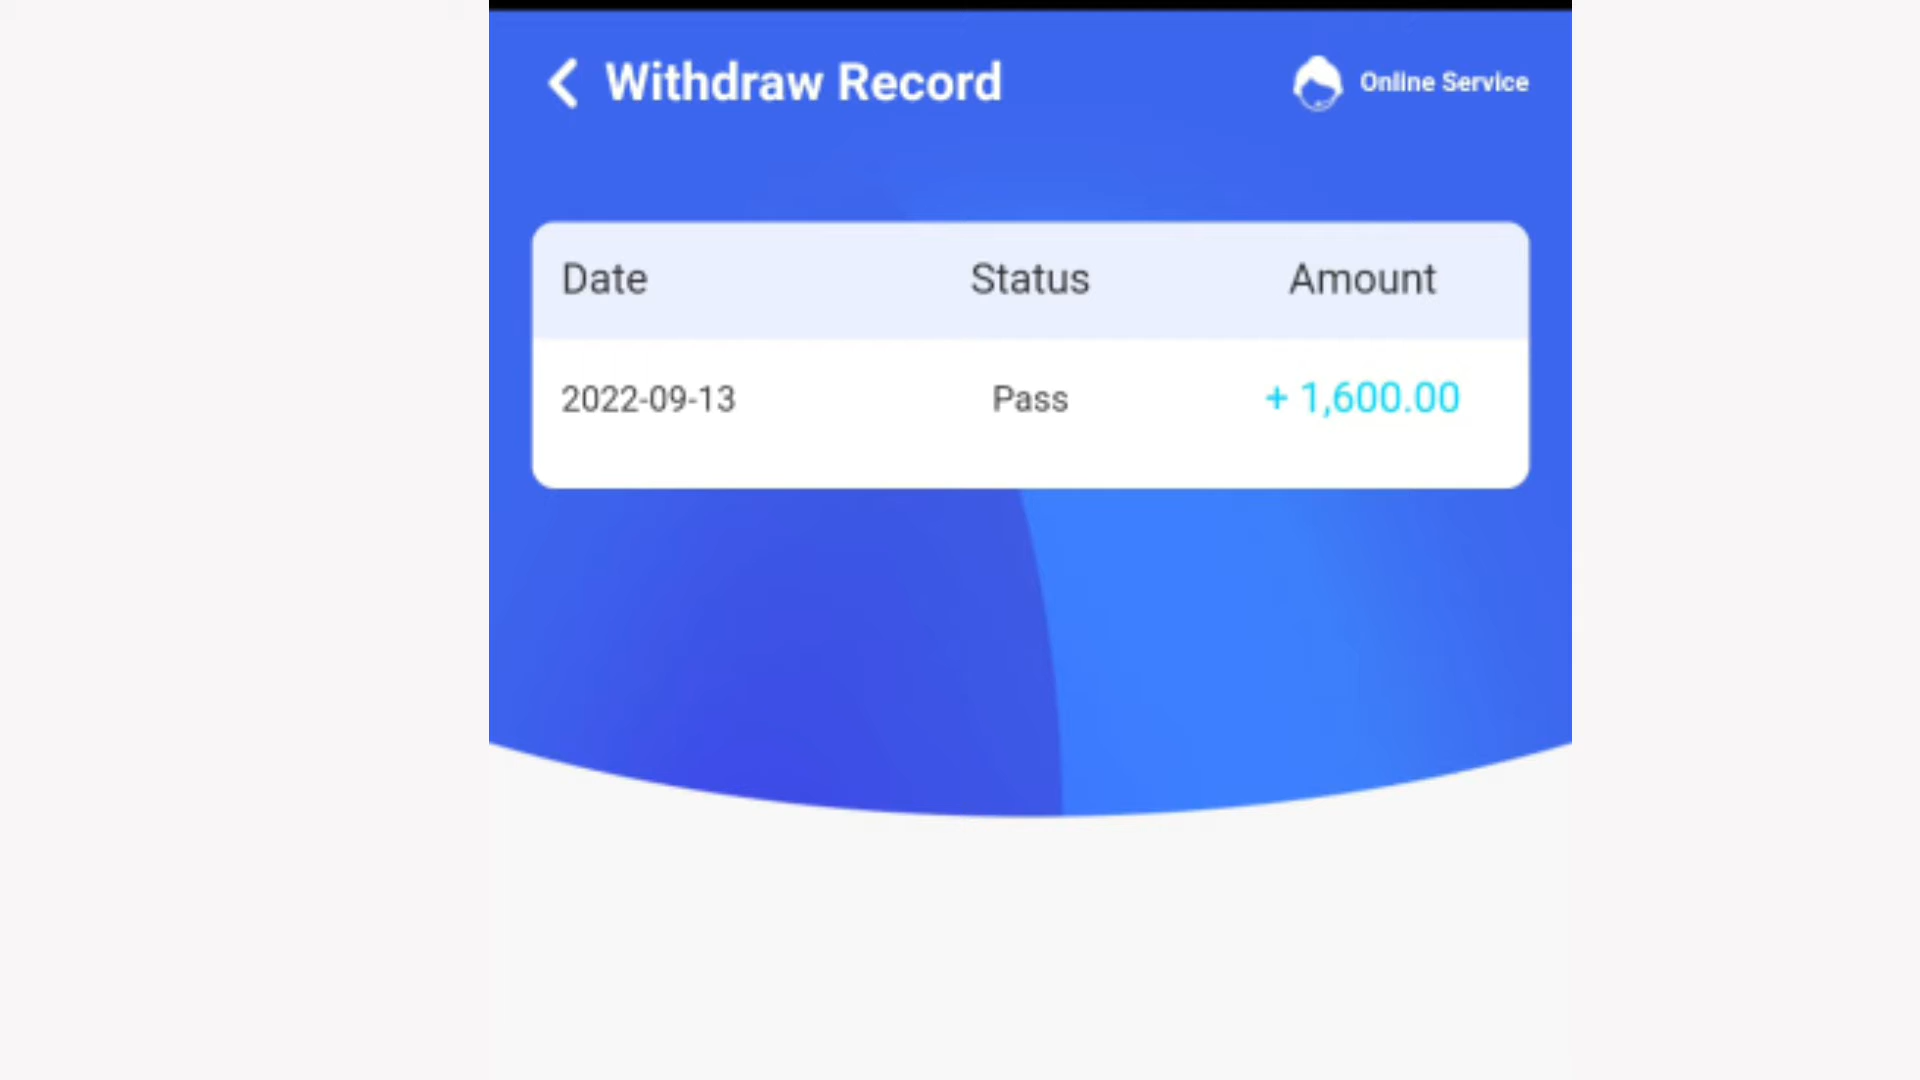 Withdraw Record
Online Service
Date Status Amount
2022-09-13 Pass + 1,600.00